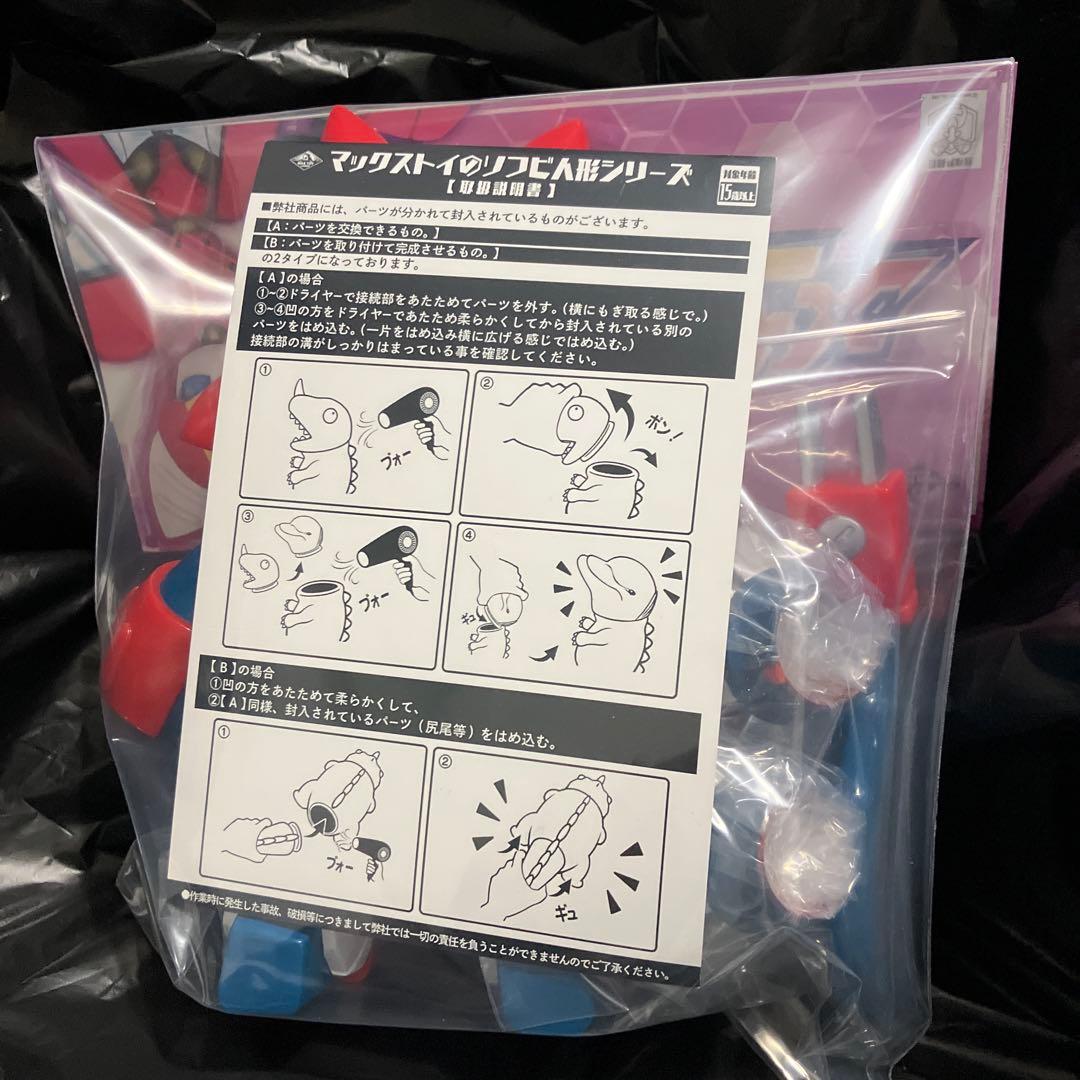 マックストイのソフビ人形シリーズ
【取扱説明書】
対象年齢
15歳以上
■弊社商品には、パーツが分かれて封入されているものがございます。
【A：パーツを交換できるもの。】
【B：パーツを取り付けて完成させるもの。】
の2タイプになっております。
【A】の場合
①~②ドライヤーで接続部をあたためてパーツを外す。(横にもぎ取る感じで。)
③~④凹の方をドライヤーであたため柔らかくしてから封入されている別の
パーツをはめ込む。(一片をはめ込み横に広げる感じではめ込む。)
接続部の溝がしっかりはまっている事を確認してください。
①
ブォー
②
ポン!
③
ブォー
④
ギュ
【B】の場合
①凹の方をあたためて柔らかくして、
②【A】同様、封入されているパーツ(尻尾等)をはめ込む。
①
ブォー
②
ギュ
●作業時に発生した事故、破損等につきまして弊社では一切の責任を負うことができませんのでご了承ください。